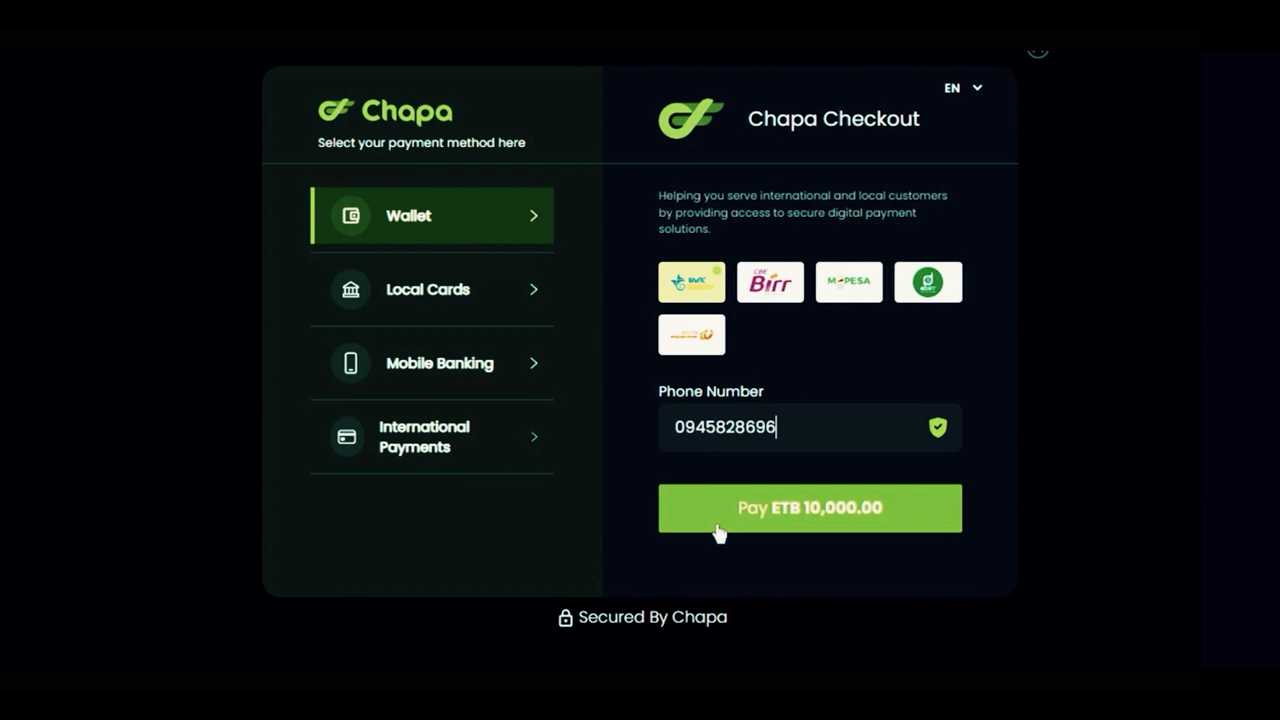 Chapa
Select your payment method here
Wallet
Local Cards
Mobile Banking
International
Payments
EN
Chapa Checkout
Helping you serve international and local customers
by providing access to secure digital payment
solutions.
CBE
Birr
M-PESA
Phone Number
0945828696
Pay ETB 10,000.00
Secured By Chapa